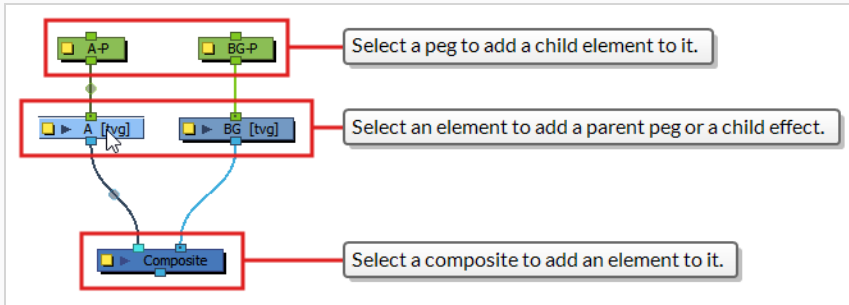 A-P
BG-P
Select a peg to add a child element to it.
A [tvg]
BG [tvg]
Select an element to add a parent peg or a child effect.
Composite
Select a composite to add an element to it.